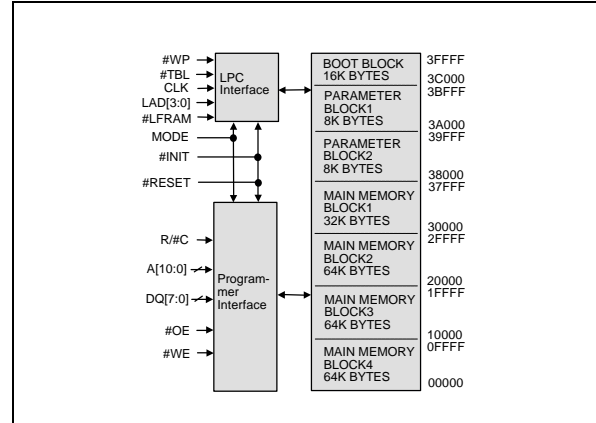 #WP
#TBL
CLK
LAD[3:0]
#LFRAM
MODE
#INIT
#RESET
R/#C
A[10:0]
DQ[7:0]
#OE
#WE
LPC
Interface
Program-
mer
Interface
BOOT BLOCK
16K BYTES
PARAMETER
BLOCK1
8K BYTES
PARAMETER
BLOCK2
8K BYTES
MAIN MEMORY
BLOCK1
32K BYTES
MAIN MEMORY
BLOCK2
64K BYTES
MAIN MEMORY
BLOCK3
64K BYTES
MAIN MEMORY
BLOCK4
64K BYTES
3FFFF
3C000
3BFFF
3A000
39FFF
38000
37FFF
30000
2FFFF
20000
1FFFF
10000
0FFFF
00000